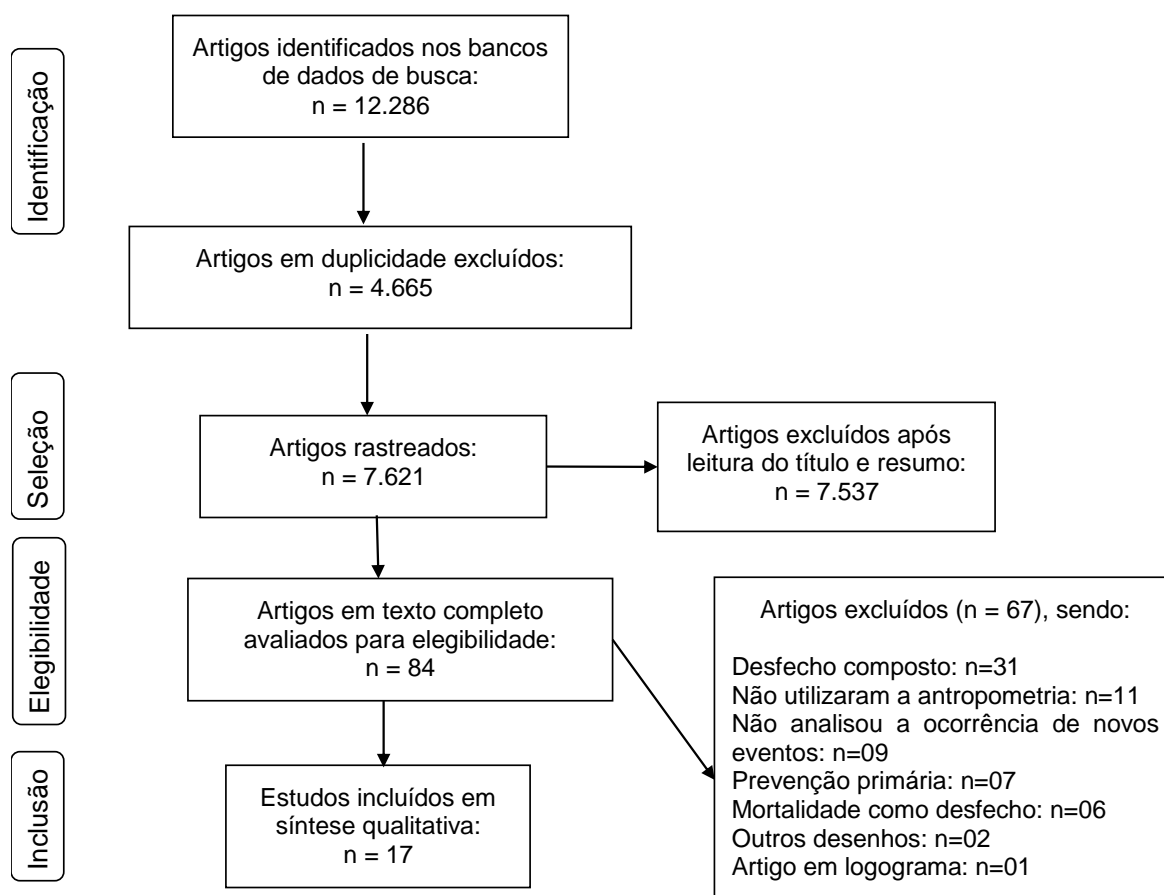 Identificação
Artigos identificados nos bancos
de dados de busca:
n = 12.286
Artigos em duplicidade excluídos:
n = 4.665
Seleção
Artigos rastreados:
n = 7.621
Artigos excluídos após
leitura do título e resumo:
n = 7.537
Elegibilidade
Artigos em texto completo
avaliados para elegibilidade:
n = 84
Artigos excluídos (n = 67), sendo:
Desfecho composto: n=31
Não utilizaram a antropometria: n=11
Não analisou a ocorrência de novos
eventos: n=09
Prevenção primária: n=07
Mortalidade como desfecho: n=06
Outros desenhos: n=02
Artigo em logograma: n=01
Inclusão
Estudos incluídos em
síntese qualitativa:
n = 17